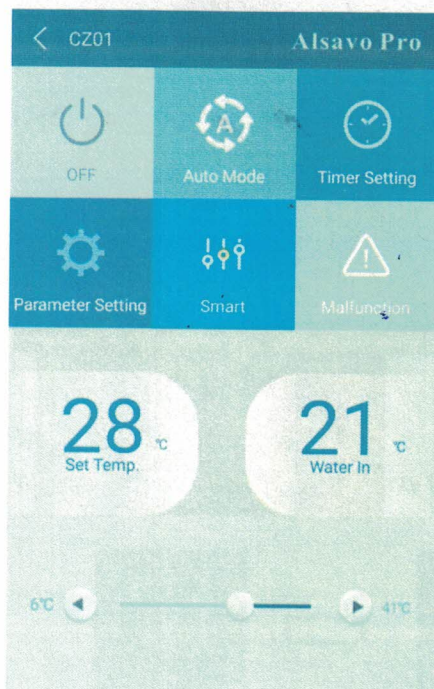 < CZ01 Alsavo Pro
A
OFF Auto Mode Timer Setting
Parameter Setting Smart Malfunction
28 °C 21 °C
Set Temp. Water In
6°C 41°C